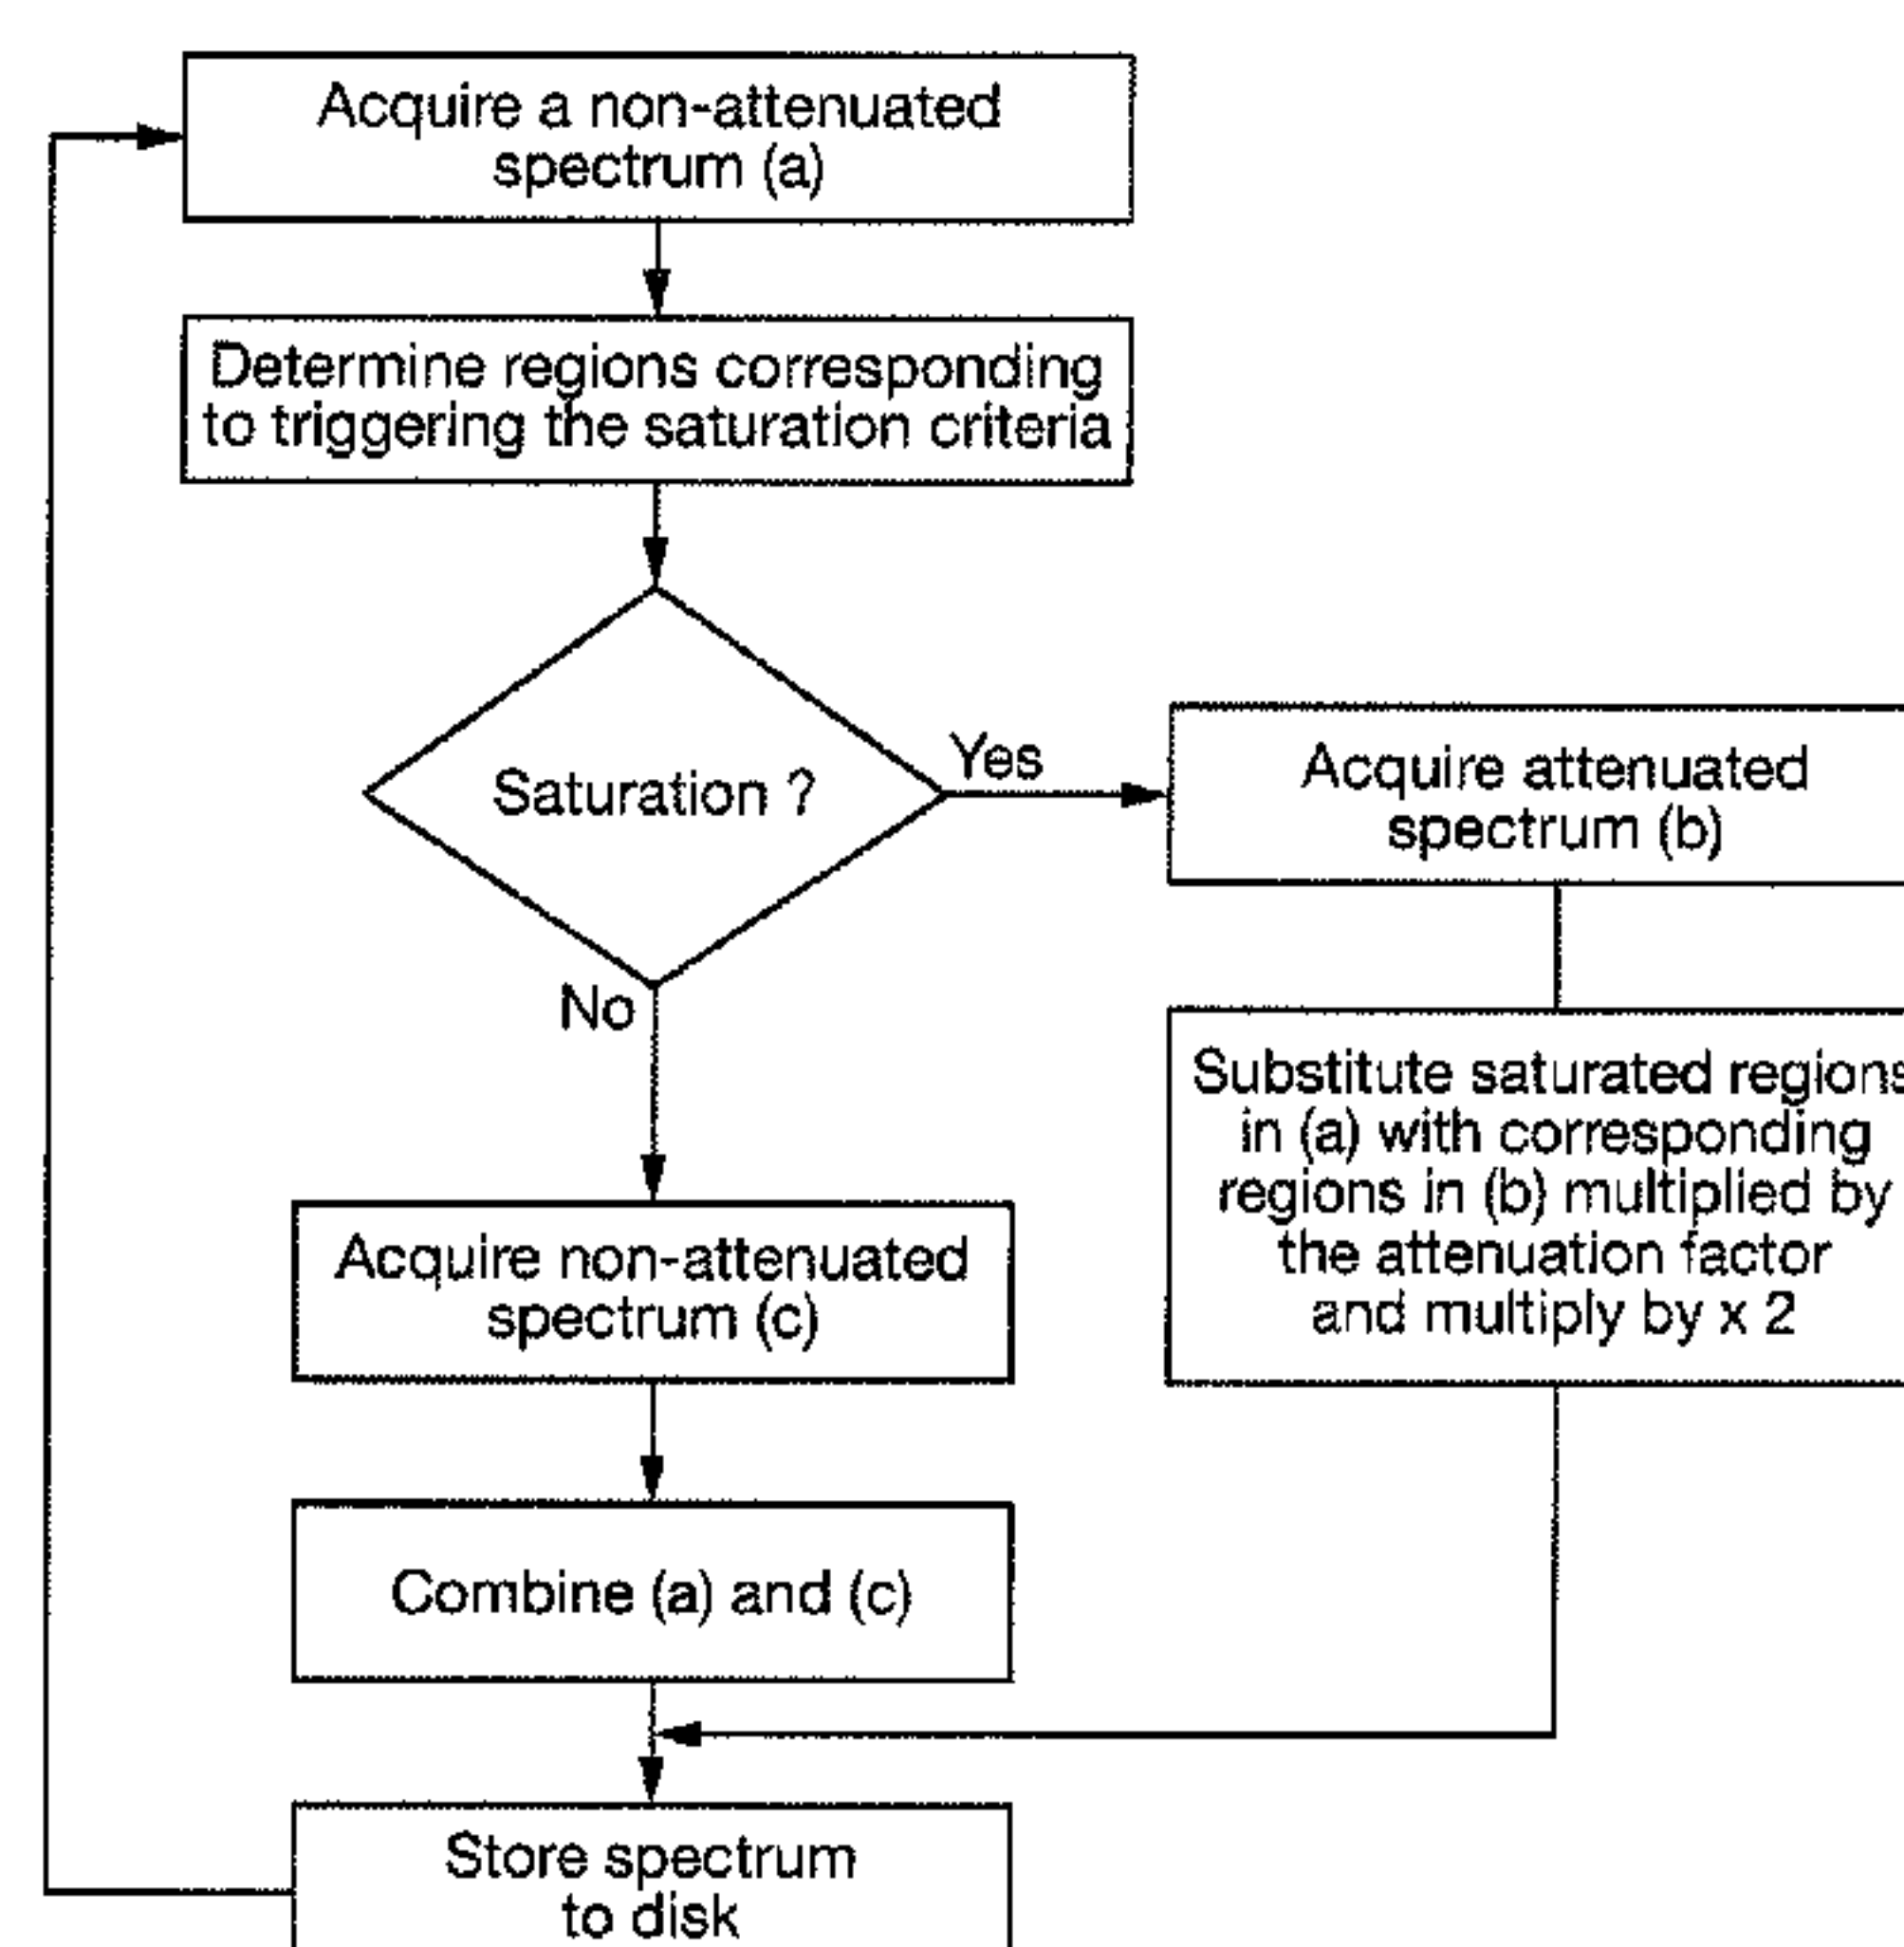 Acquire a non-attenuated
spectrum (a)
Determine regions corresponding
to triggering the saturation criteria
Saturation ?
Yes
Acquire attenuated
spectrum (b)
Substitute saturated regions
in (a) with corresponding
regions in (b) multiplied by
the attenuation factor
and multiply by x 2
No
Acquire non-attenuated
spectrum (c)
Combine (a) and (c)
Store spectrum
to disk